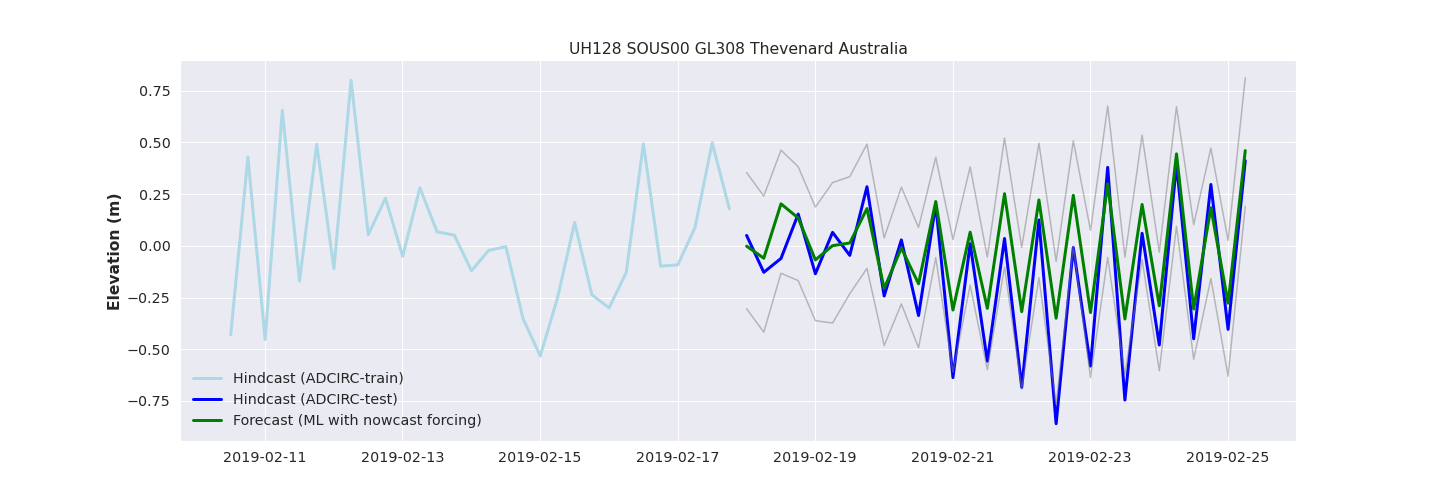 UH128 SOUS00 GL308 Thevenard Australia
Elevation (m)
0.75
0.50
0.25
0.00
−0.25
−0.50
−0.75
Hindcast (ADCIRC-train)
Hindcast (ADCIRC-test)
Forecast (ML with nowcast forcing)
2019-02-11 2019-02-13 2019-02-15 2019-02-17 2019-02-19 2019-02-21 2019-02-23 2019-02-25